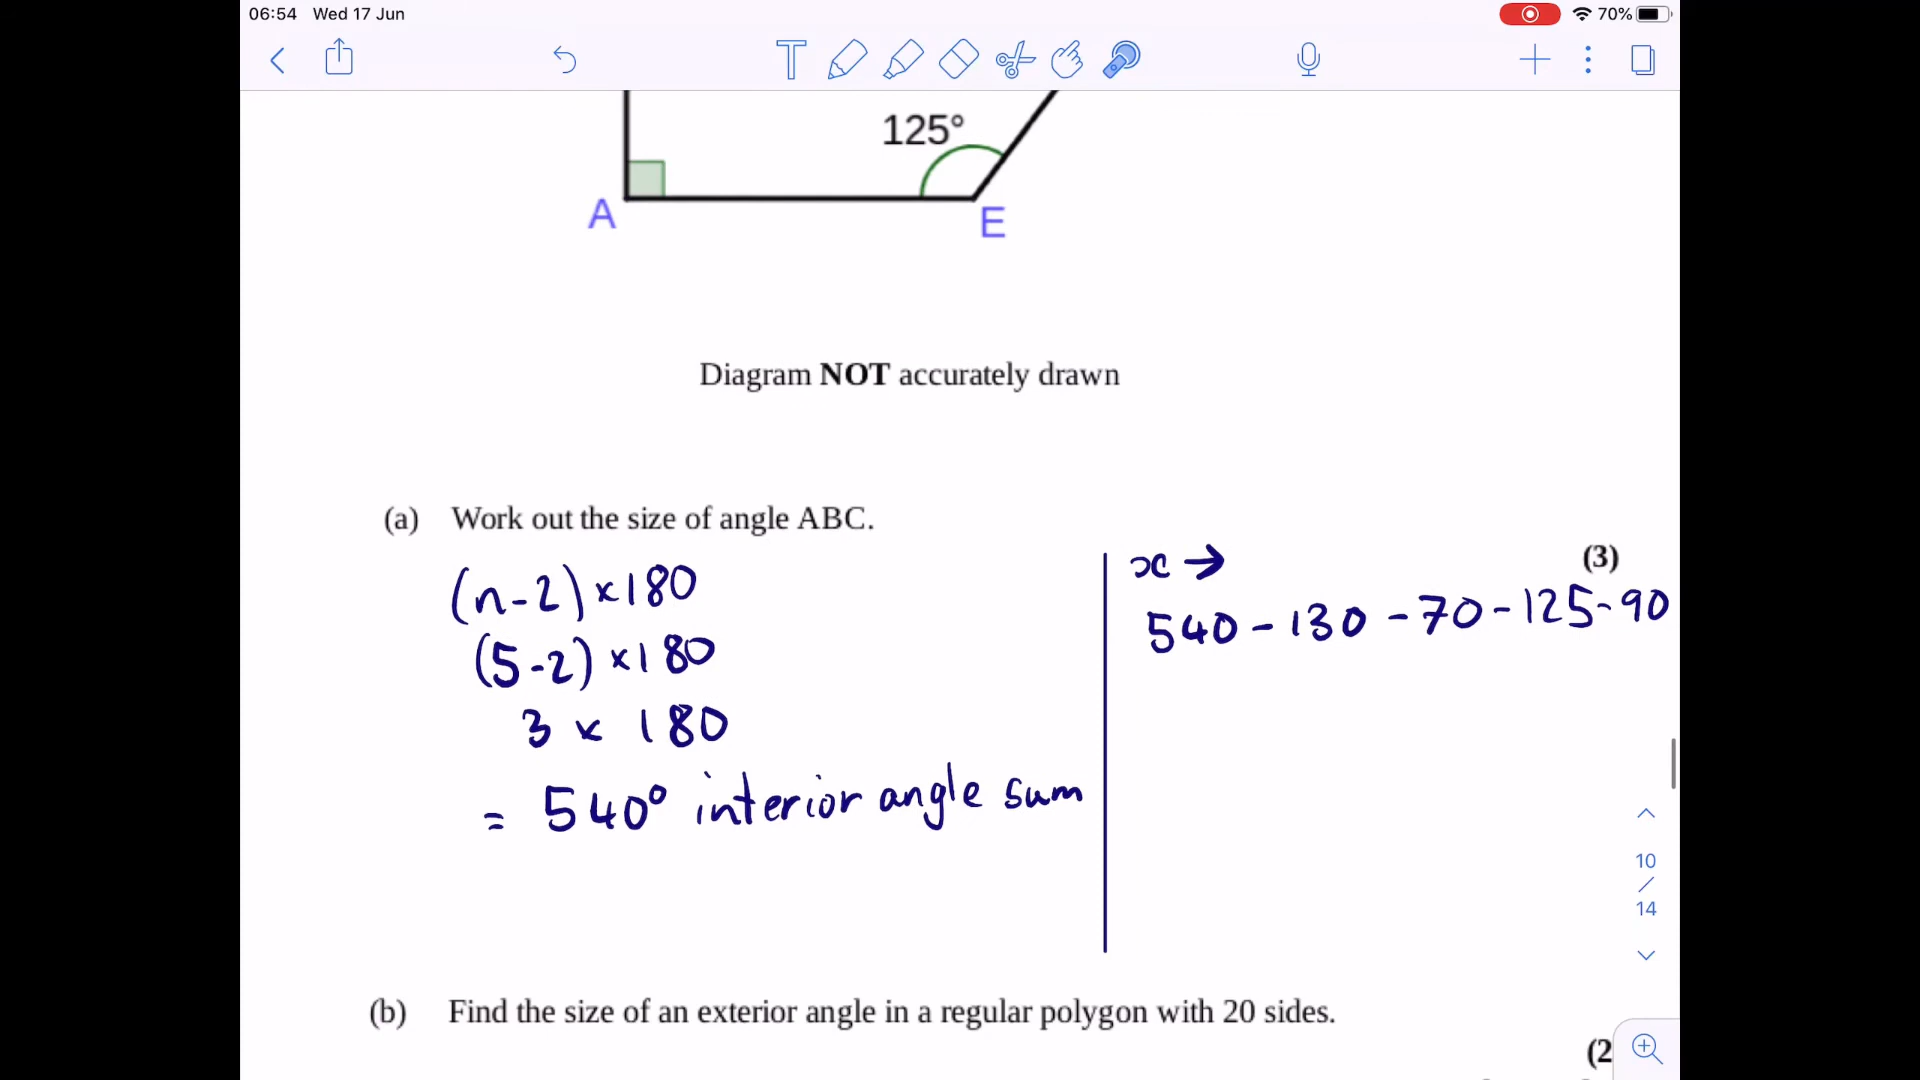 06:54 Wed 17 Jun
70%
T
125°
A
E
Diagram NOT accurately drawn
(a) Work out the size of angle ABC.
(3)
(n-2)×180
(5-2)×180
3 × 180
= 540° interior angle sum
x →
540 - 130 - 70 - 125 - 90
10
/
14
(b) Find the size of an exterior angle in a regular polygon with 20 sides.
(2